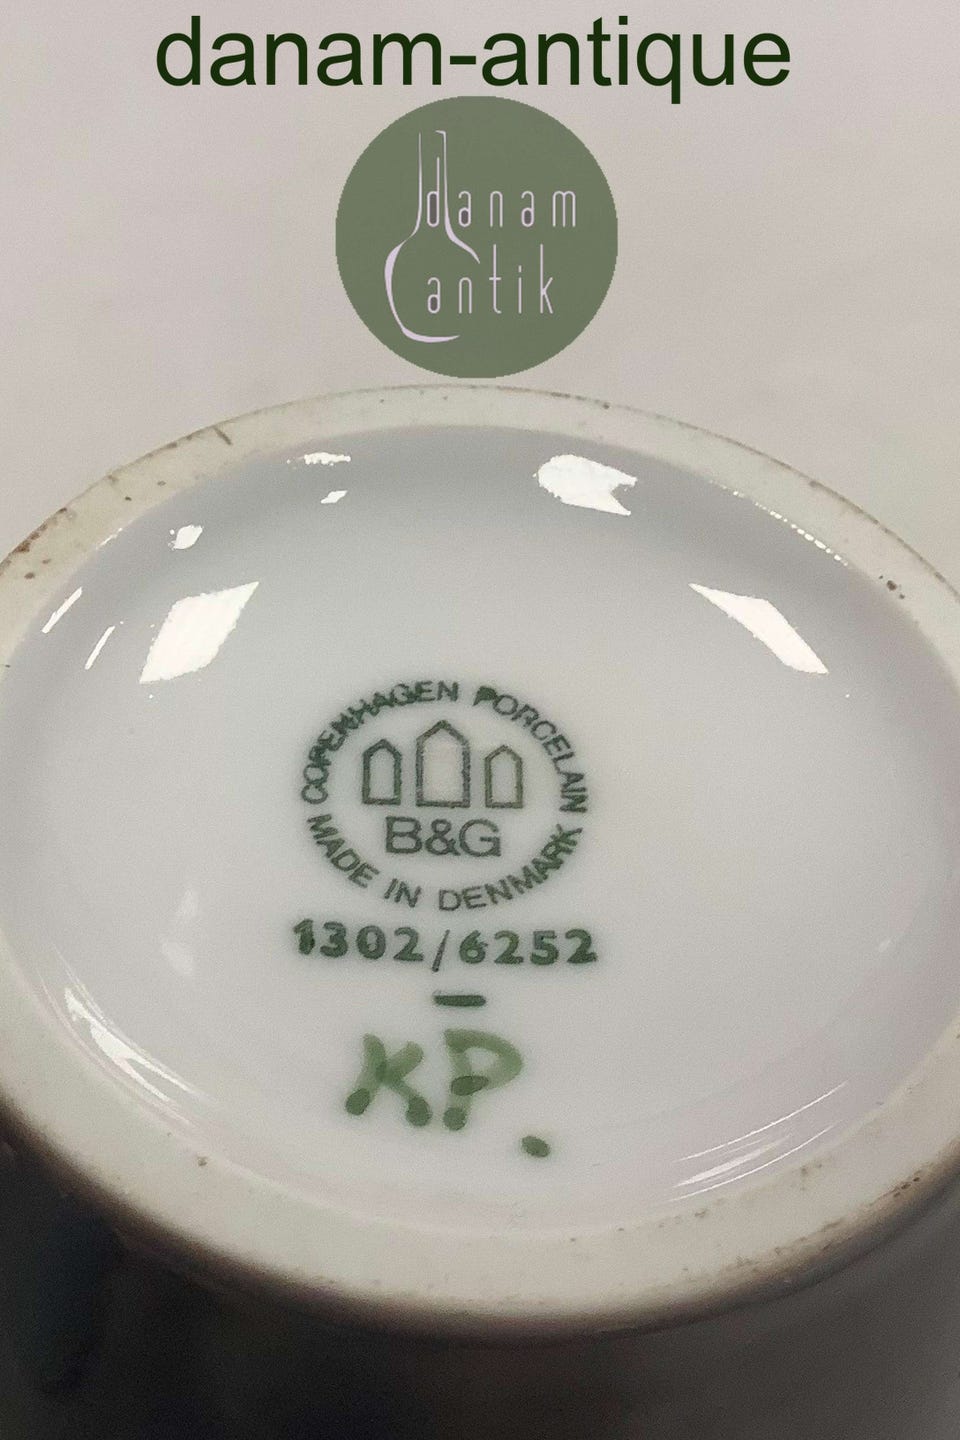 danam-antique
danam
antik
COPENHAGEN PORCELAIN
B&G
MADE IN DENMARK
1302/6252
KP.